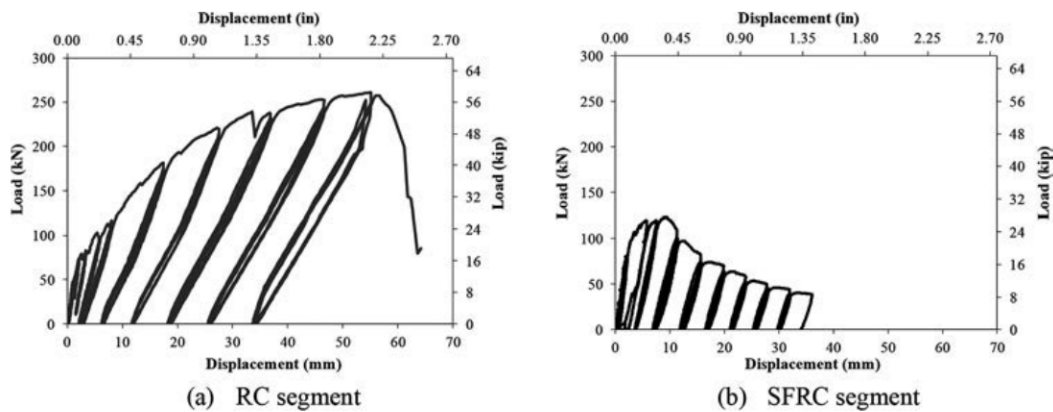 Displacement (in)
0.00 0.45 0.90 1.35 1.80 2.25 2.70
300
250
200
150
100
50
0
Load (kN)
64
56
48
40
32
24
16
8
0
Load (kip)
0 10 20 30 40 50 60 70
Displacement (mm)
(a) RC segment
Displacement (in)
0.00 0.45 0.90 1.35 1.80 2.25 2.70
300
250
200
150
100
50
0
Load (kN)
64
56
48
40
32
24
16
8
0
Load (kip)
0 10 20 30 40 50 60 70
Displacement (mm)
(b) SFRC segment